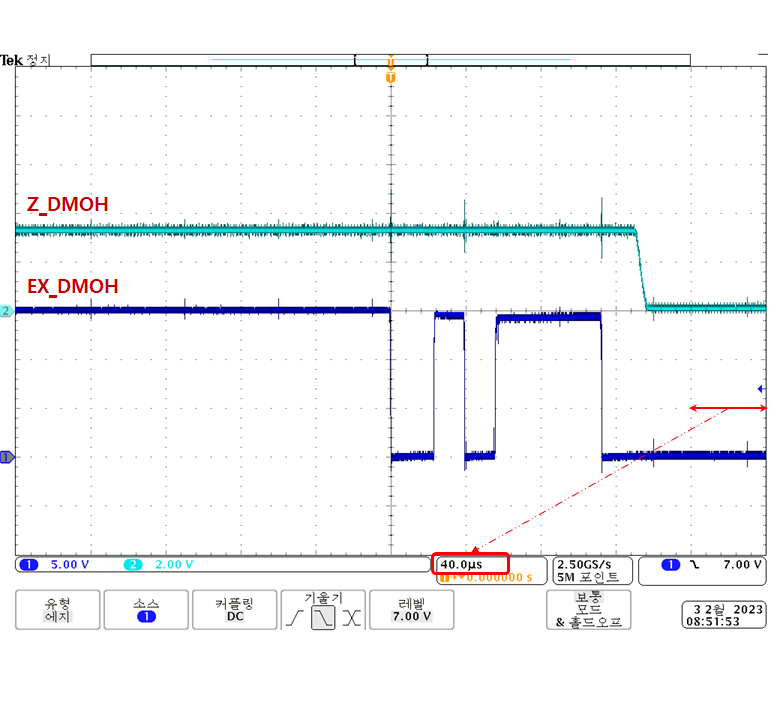 Tek 정지
T
T
Z_DMOH
EX_DMOH
2
1
1 5.00 V 2 2.00 V
40.0µs
0.000000 s
2.50GS/s
5M 포인트
1 7.00 V
유형
에지
소스
1
커플링
DC
기울기
레벨
7.00 V
보통
모드
& 홀드오프
3 2월 2023
08:51:53